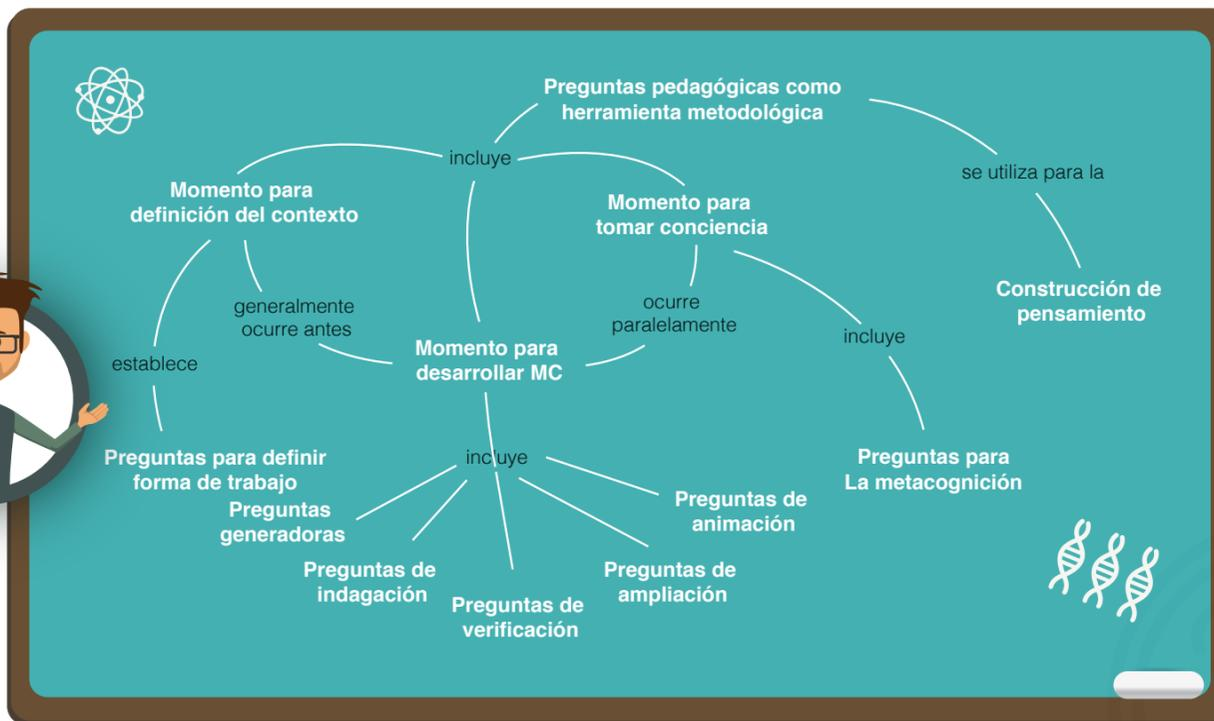 Preguntas pedagógicas como
herramienta metodológica
incluye
se utiliza para la
Momento para
definición del contexto
Momento para
tomar conciencia
Construcción de
pensamiento
generalmente
ocurre antes
ocurre
paralelamente
incluye
establece
Momento para
desarrollar MC
Preguntas para definir
forma de trabajo
incluye
Preguntas para
La metacognición
Preguntas
generadoras
Preguntas de
animación
Preguntas de
indagación
Preguntas de
ampliación
Preguntas de
verificación